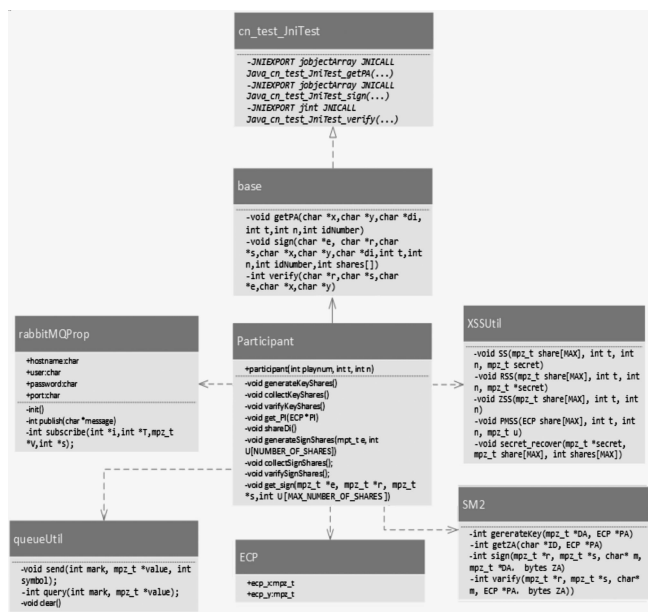 cn_test_JniTest
-JNIEXPORT jobjectArray JNICALL
Java_cn_test_JniTest_getPA(...)
-JNIEXPORT jobjectArray JNICALL
Java_cn_test_JniTest_sign(...)
-JNIEXPORT jint JNICALL
Java_cn_test_JniTest_verify(...)
base
-void getPA(char *x,char *y,char *di,
int t,int n,int idNumber)
-void sign(char *e, char *r,char
*s,char *x,char *y,char *di,int t,int
n,int idNumber,int shares[])
-int verify(char *r,char *s,char
*e,char *x,char *y)
rabbitMQProp
+hostname:char
+user:char
+password:char
+port:char
-init()
-int publish(char *message)
-int subscribe(int *i,int *T,mpz_t
*V,int *s);
Participant
+participant(int playnum, int t, int n)
-void generateKeyShares()
-void collectKeyShares()
-void varifyKeyShares()
-void get_PI(ECP *PI)
-void shareDi()
-void generateSignShares(mpt_t e, int
U[NUMBER_OF_SHARES])
-void collectSignShares();
-void varifySignShares();
-void get_sign(mpz_t *e, mpz_t *r, mpz_t
*s,int U[MAX_NUMBER_OF_SHARES])
XSSUtil
-void SS(mpz_t share[MAX], int t, int
n, mpz_t secret)
-void RSS(mpz_t share[MAX], int t, int
n, mpz_t *secret)
-void ZSS(mpz_t share[MAX], int t, int
n)
-void PMSS(ECP share[MAX], int t, int
n, mpz_t u)
-void secret_recover(mpz_t *secret,
mpz_t share[MAX], int shares[MAX])
queueUtil
-void send(int mark, mpz_t *value, int
symbol);
-int query(int mark, mpz_t *value);
-void clear()
ECP
+ecp_x:mpz_t
+ecp_y:mpz_t
SM2
-int gererateKey(mpz_t *DA, ECP *PA)
-int getZA(char *ID, ECP *PA)
-int sign(mpz_t *r, mpz_t *s, char* m,
mpz_t *DA. bytes ZA)
-int varify(mpz_t *r, mpz_t *s, char*
m, ECP *PA. bytes ZA))